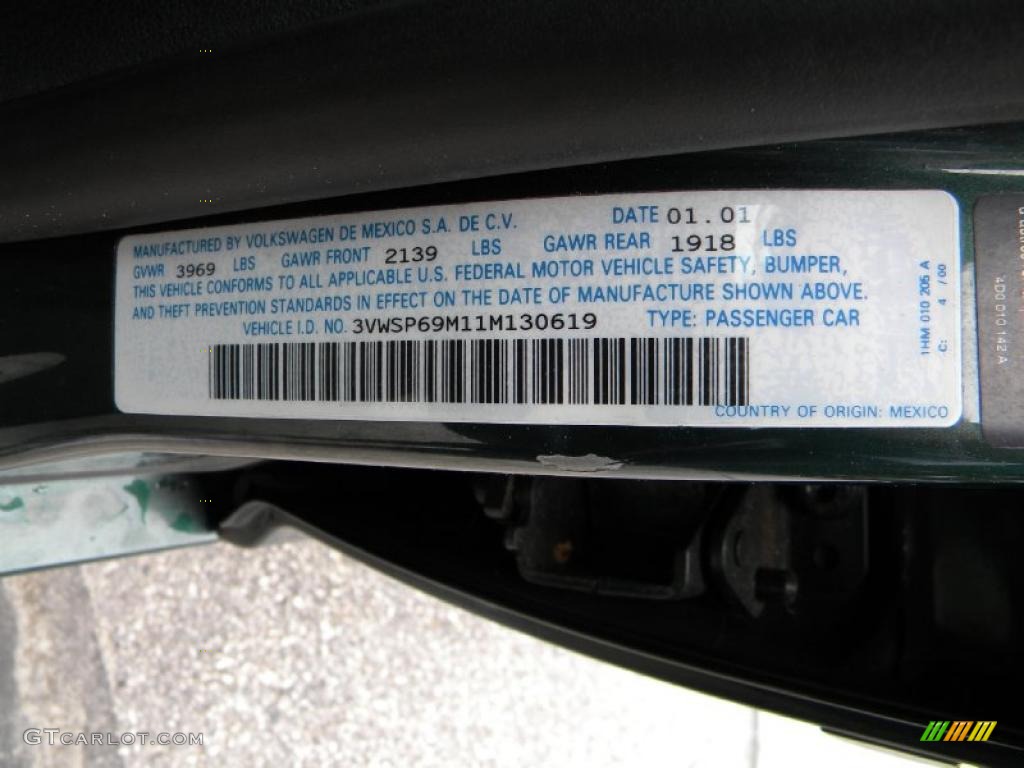 MANUFACTURED BY VOLKSWAGEN DE MEXICO S.A. DE C.V. DATE 01.01
GVWR 3969 LBS GAWR FRONT 2139 LBS GAWR REAR 1918 LBS
THIS VEHICLE CONFORMS TO ALL APPLICABLE U.S. FEDERAL MOTOR VEHICLE SAFETY, BUMPER,
AND THEFT PREVENTION STANDARDS IN EFFECT ON THE DATE OF MANUFACTURE SHOWN ABOVE.
VEHICLE I.D. NO. 3VWSP69M11M130619 TYPE: PASSENGER CAR
COUNTRY OF ORIGIN: MEXICO
1HM 010 205 A
C: 4 /00
4D0 010 142 A
GTCARLOT.COM